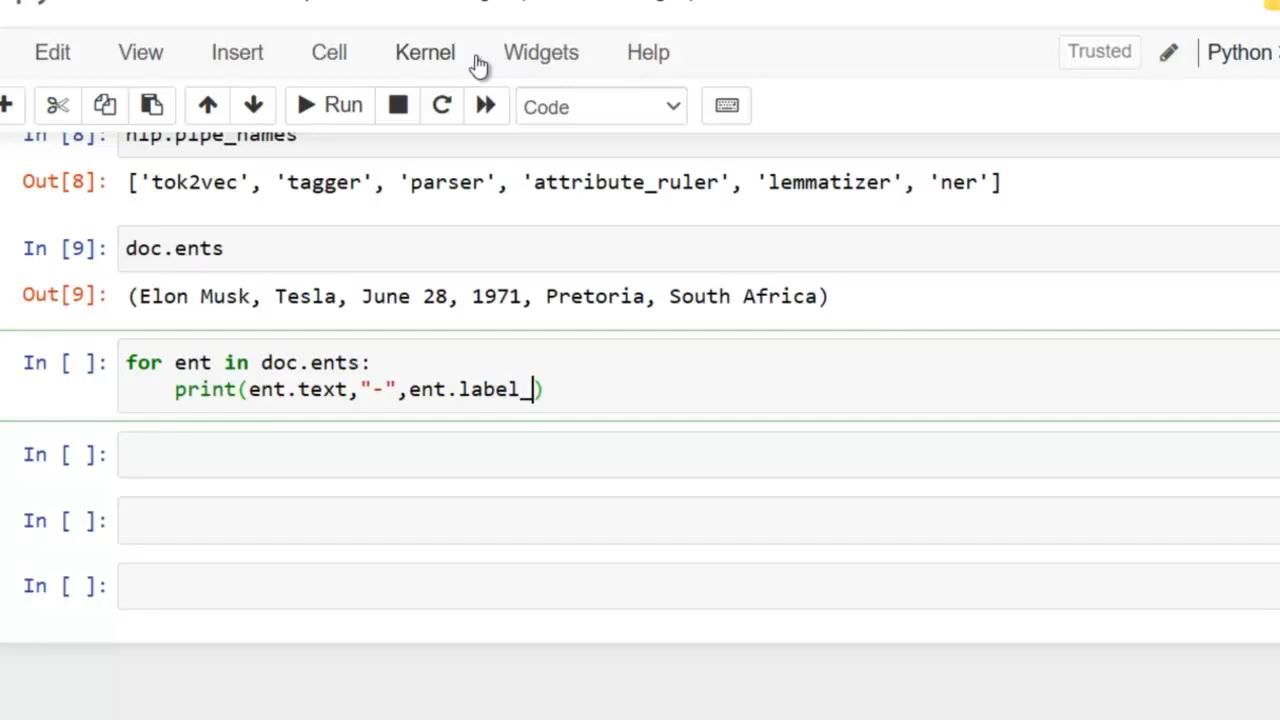 Edit View Insert Cell Kernel Widgets Help Trusted Python
Run Code
In [8]: nlp.pipe_names
Out[8]: ['tok2vec', 'tagger', 'parser', 'attribute_ruler', 'lemmatizer', 'ner']
In [9]: doc.ents
Out[9]: (Elon Musk, Tesla, June 28, 1971, Pretoria, South Africa)
In [ ]: for ent in doc.ents:
print(ent.text,"-",ent.label_)
In [ ]:
In [ ]:
In [ ]: